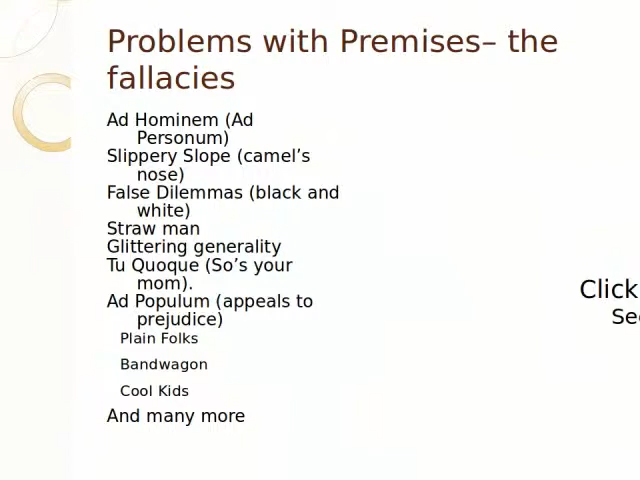 Problems with Premises– the
fallacies
Ad Hominem (Ad
Personum)
Slippery Slope (camel’s
nose)
False Dilemmas (black and
white)
Straw man
Glittering generality
Tu Quoque (So’s your
mom).
Ad Populum (appeals to
prejudice)
Plain Folks
Bandwagon
Cool Kids
And many more
Click